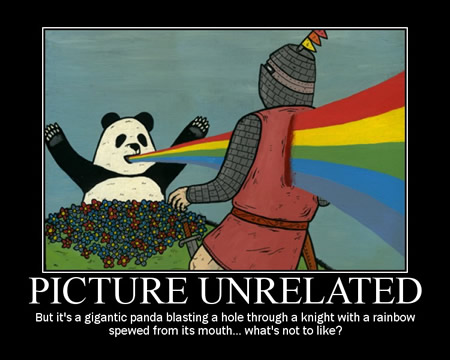 PICTURE UNRELATED
But it's a gigantic panda blasting a hole through a knight with a rainbow
spewed from its mouth... what's not to like?